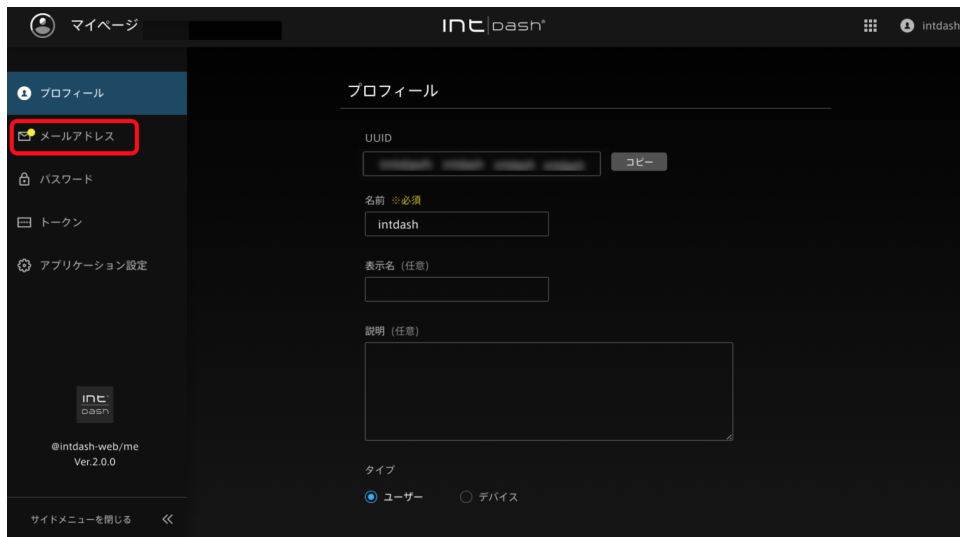 マイページ
intdash
intdash
プロフィール
メールアドレス
パスワード
トークン
アプリケーション設定
int
dash
@intdash-web/me
Ver.2.0.0
サイドメニューを閉じる
プロフィール
UUID
コピー
名前 ※必須
intdash
表示名 (任意)
説明 (任意)
タイプ
ユーザー
デバイス